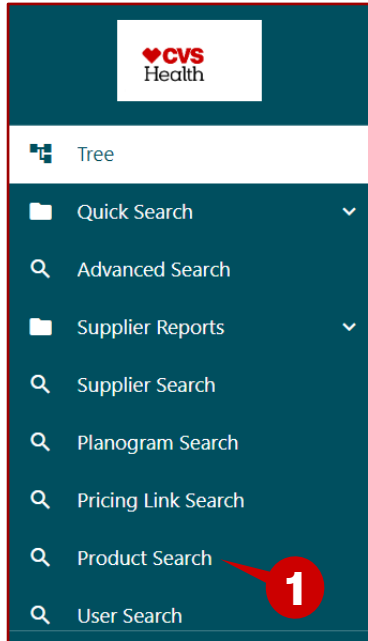 CVS
Health
Tree
Quick Search
Advanced Search
Supplier Reports
Supplier Search
Planogram Search
Pricing Link Search
Product Search
1
User Search